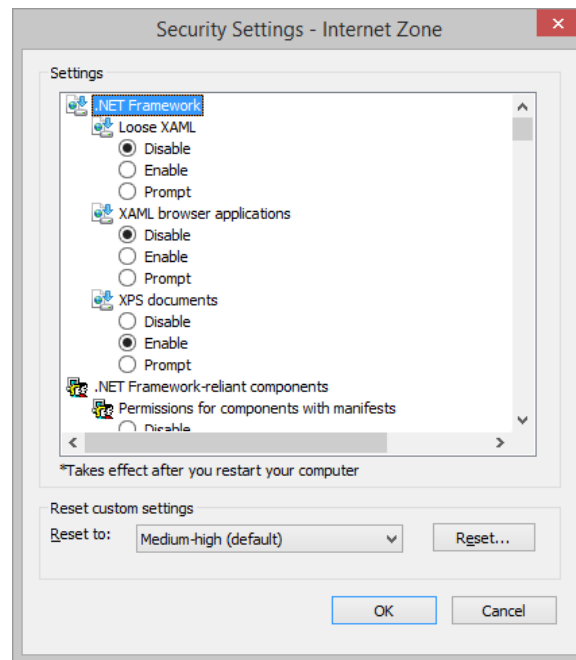 Security Settings - Internet Zone
Settings
.NET Framework
Loose XAML
Disable
Enable
Prompt
XAML browser applications
Disable
Enable
Prompt
XPS documents
Disable
Enable
Prompt
.NET Framework-reliant components
Permissions for components with manifests
Disable
*Takes effect after you restart your computer
Reset custom settings
Reset to: Medium-high (default) Reset...
OK Cancel